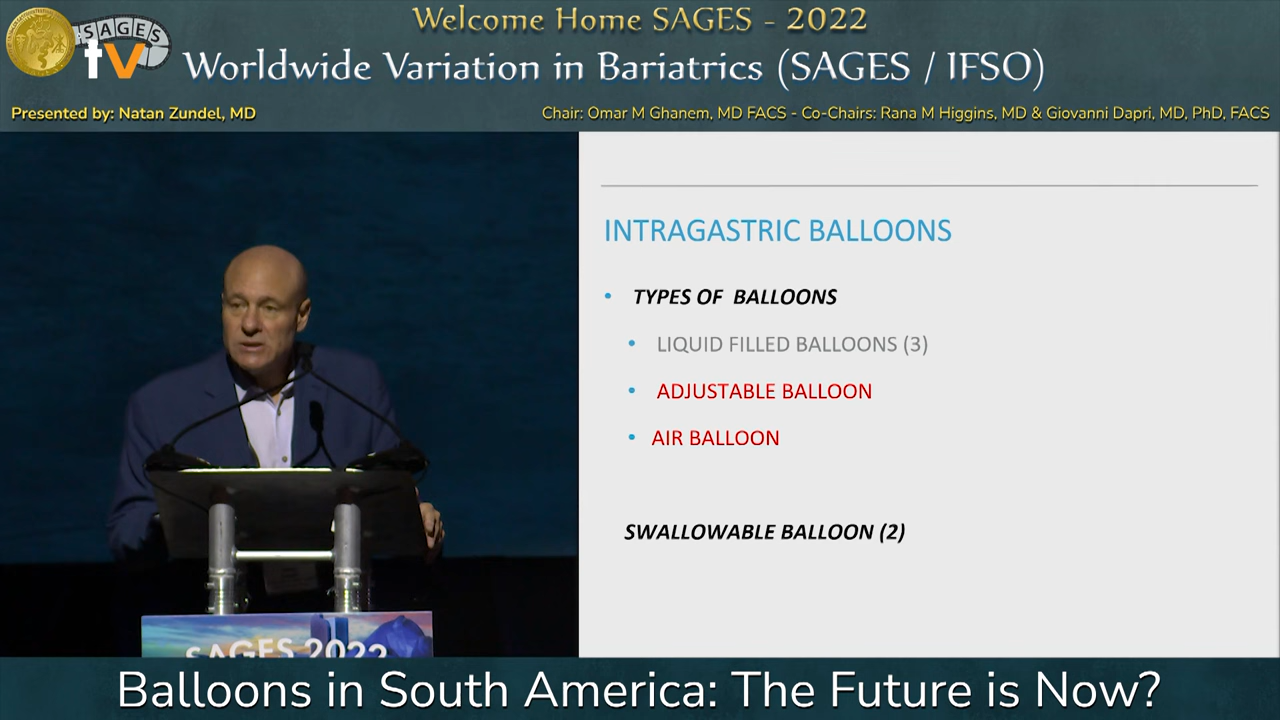 Welcome Home SAGES - 2022
SAGES
tv
Worldwide Variation in Bariatrics (SAGES / IFSO)
Presented by: Natan Zundel, MD
Chair: Omar M Ghanem, MD FACS - Co-Chairs: Rana M Higgins, MD & Giovanni Dapri, MD, PhD, FACS
INTRAGASTRIC BALLOONS
• TYPES OF BALLOONS
• LIQUID FILLED BALLOONS (3)
• ADJUSTABLE BALLOON
• AIR BALLOON
SWALLOWABLE BALLOON (2)
SAGES 2022
Balloons in South America: The Future is Now?